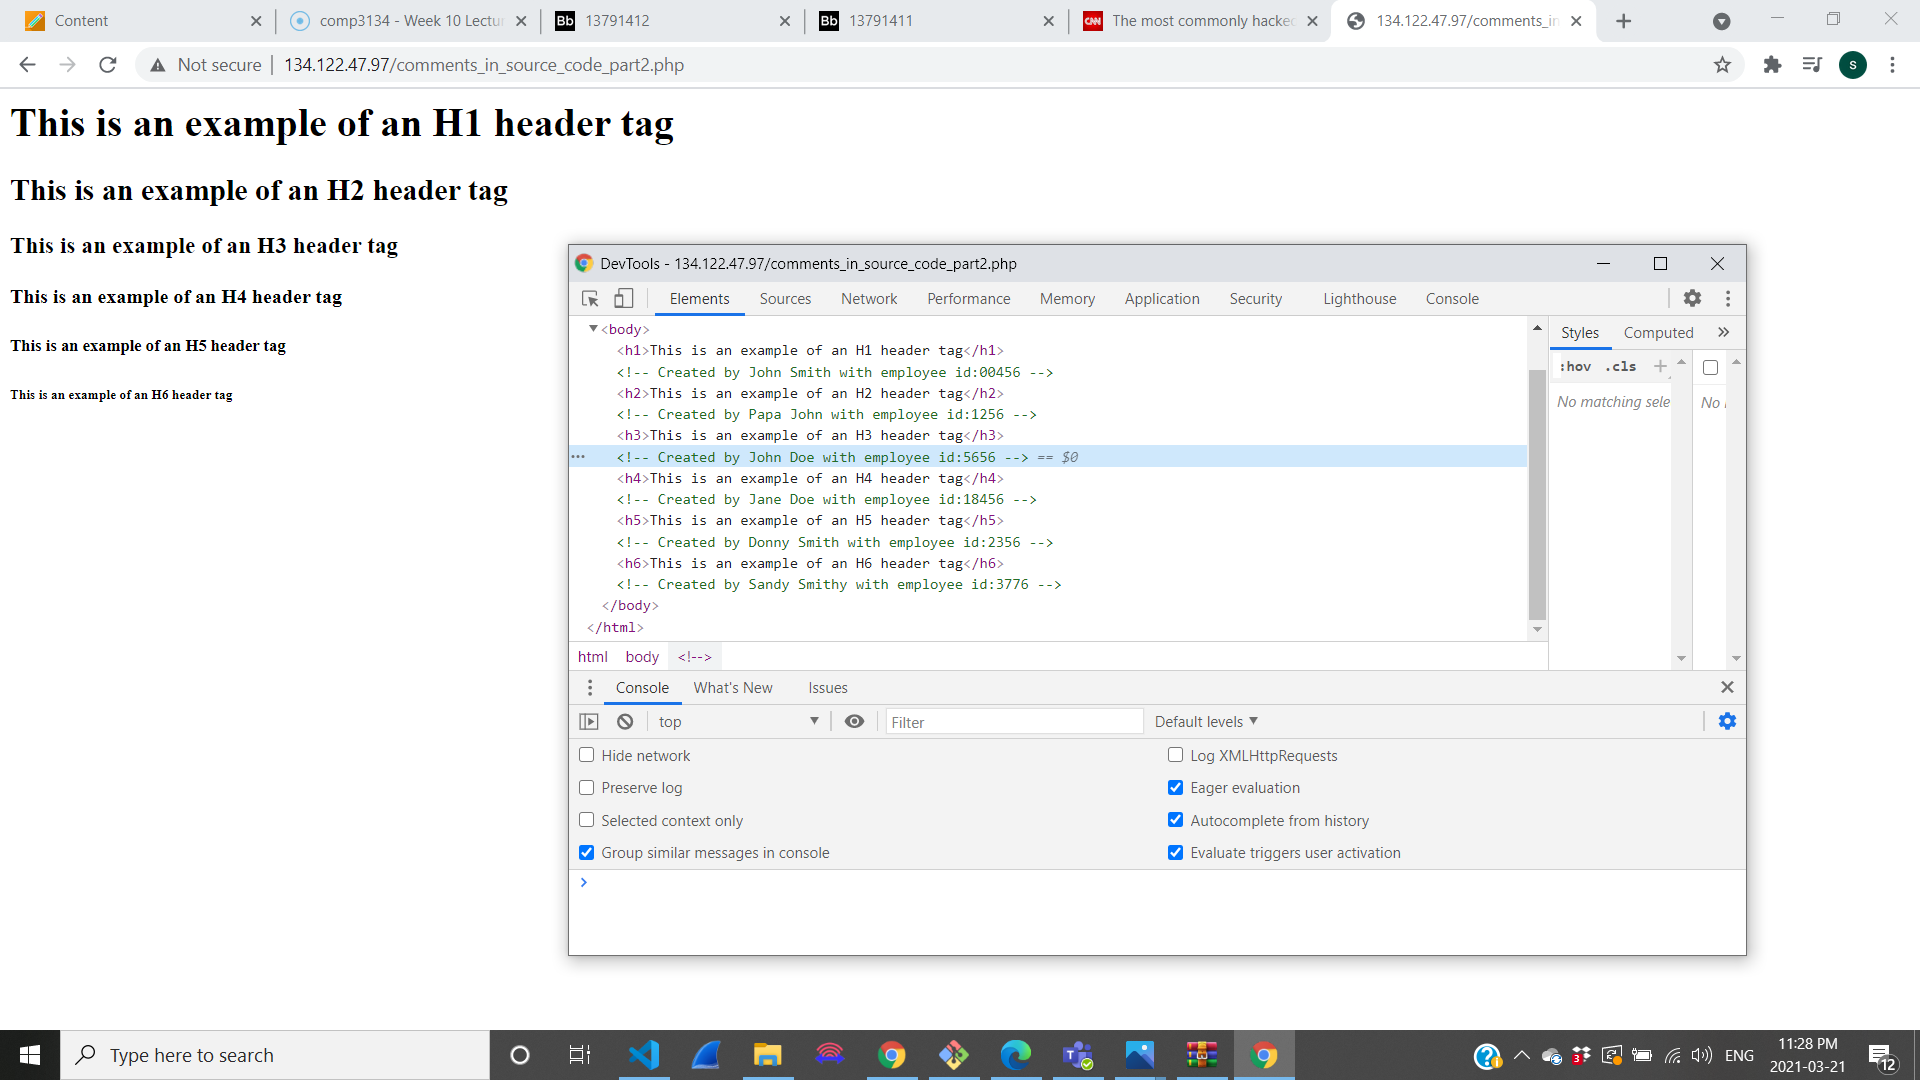 Content
comp3134 - Week 10 Lectu
Bb 13791412
Bb 13791411
CNN The most commonly hacke
134.122.47.97/comments_in
Not secure 134.122.47.97/comments_in_source_code_part2.php
s
This is an example of an H1 header tag
This is an example of an H2 header tag
This is an example of an H3 header tag
This is an example of an H4 header tag
This is an example of an H5 header tag
This is an example of an H6 header tag
DevTools - 134.122.47.97/comments_in_source_code_part2.php
Elements Sources Network Performance Memory Application Security Lighthouse Console
<body>
<h1>This is an example of an H1 header tag</h1>
<!-- Created by John Smith with employee id:00456 -->
<h2>This is an example of an H2 header tag</h2>
<!-- Created by Papa John with employee id:1256 -->
<h3>This is an example of an H3 header tag</h3>
<!-- Created by John Doe with employee id:5656 --> == $0
<h4>This is an example of an H4 header tag</h4>
<!-- Created by Jane Doe with employee id:18456 -->
<h5>This is an example of an H5 header tag</h5>
<!-- Created by Donny Smith with employee id:2356 -->
<h6>This is an example of an H6 header tag</h6>
<!-- Created by Sandy Smithy with employee id:3776 -->
</body>
</html>
html body <!-->
Styles Computed »
:hov .cls +
No matching sele
No
Console What's New Issues
top Filter Default levels
Hide network
Log XMLHttpRequests
Preserve log
Eager evaluation
Selected context only
Autocomplete from history
Group similar messages in console
Evaluate triggers user activation
>
Type here to search
3
ENG
11:28 PM
2021-03-21
12